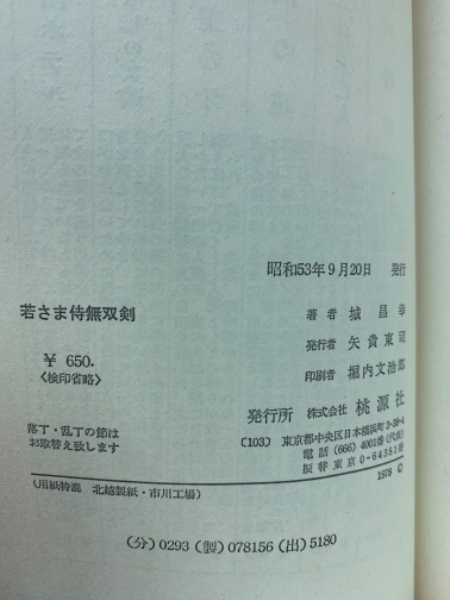 昭和53年9月20日 発行
若さま侍無双剣
¥ 650.
〈検印省略〉
落丁・乱丁の節は
お取替え致します
著者 城昌幸
発行者 矢貴東司
印刷者 堀内文治郎
発行所 株式会社 桃源社
〔103〕東京都中央区日本橋浜町3-38-4
電話 (666) 4001番 (代表)
振替東京 0-64351番
1978 ©
(用紙特漉 北越製紙・市川工場)
(分) 0293 (製) 078156 (出) 5180